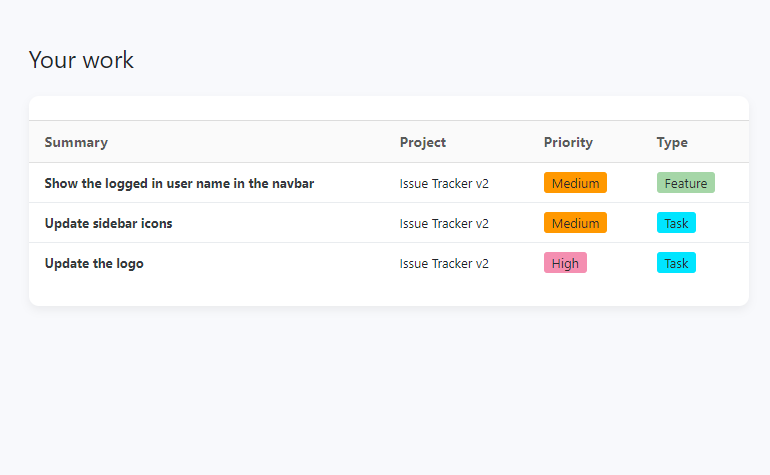 Your work
Summary Project Priority Type
Show the logged in user name in the navbar Issue Tracker v2 Medium Feature
Update sidebar icons Issue Tracker v2 Medium Task
Update the logo Issue Tracker v2 High Task